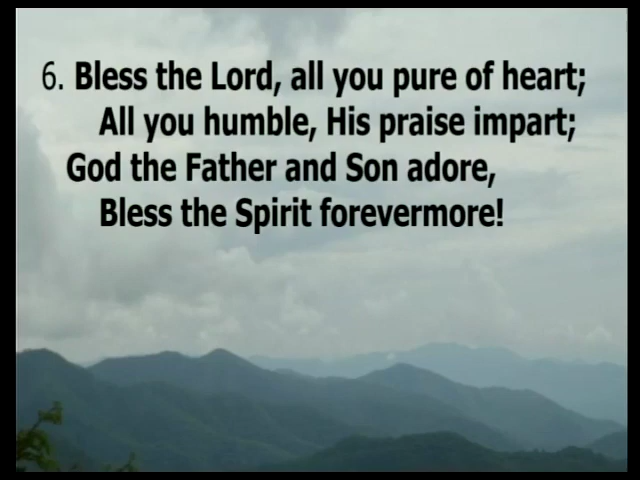 6. Bless the Lord, all you pure of heart;
All you humble, His praise impart;
God the Father and Son adore,
Bless the Spirit forevermore!